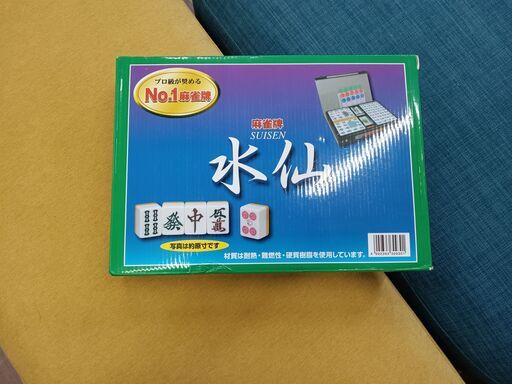 プロ級が奨める
No.1麻雀牌
麻雀牌
SUISEN
水仙
發 中
写真は約原寸です
材質は耐熱・難燃性・硬質樹脂を使用しています。